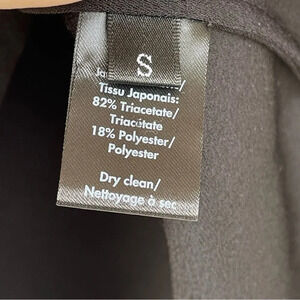 S
Tissu Japonais:
82% Triacetate/
Triacétate
18% Polyester/
Polyester
Dry clean/
Nettoyage à sec